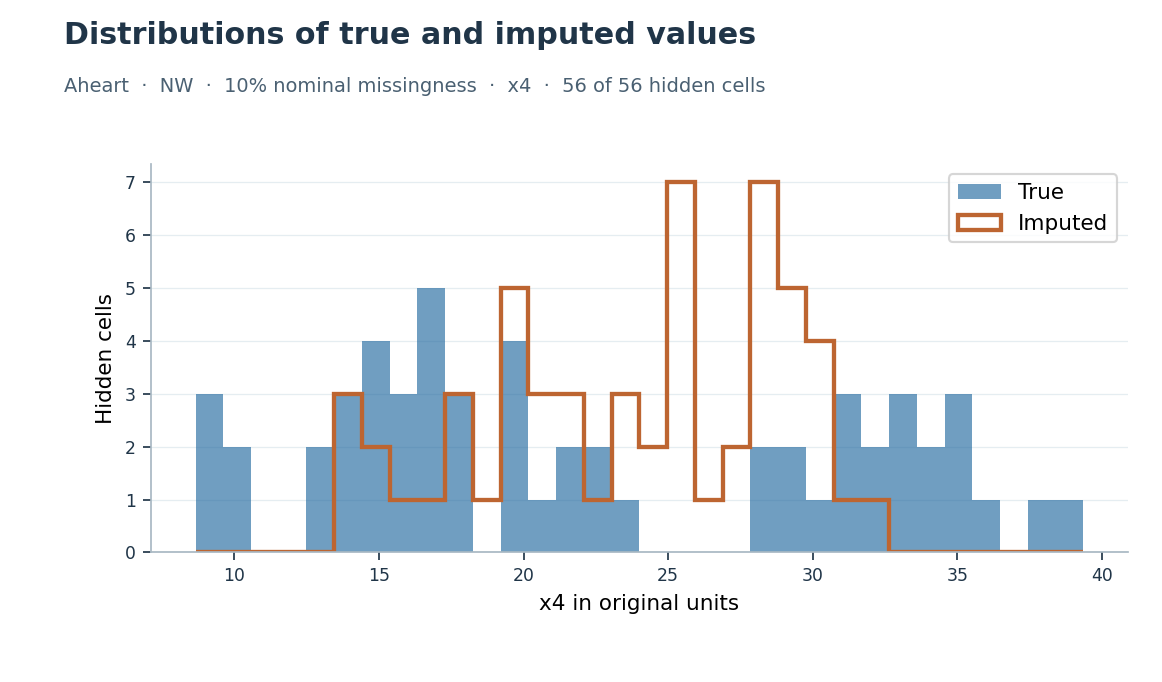 Distributions of true and imputed values
Aheart · NW · 10% nominal missingness · x4 · 56 of 56 hidden cells
True
Imputed
7
6
5
4
3
2
1
0
Hidden cells
10 15 20 25 30 35 40
x4 in original units